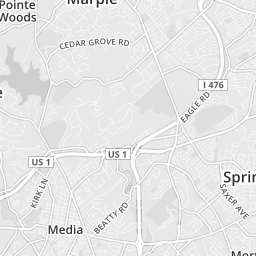 Pointe
Woods
Marple
CEDAR GROVE RD
I 476
EAGLE RD
US 1
US 1
KIRK LN
BEATTY RD
Media
SAXER AVE